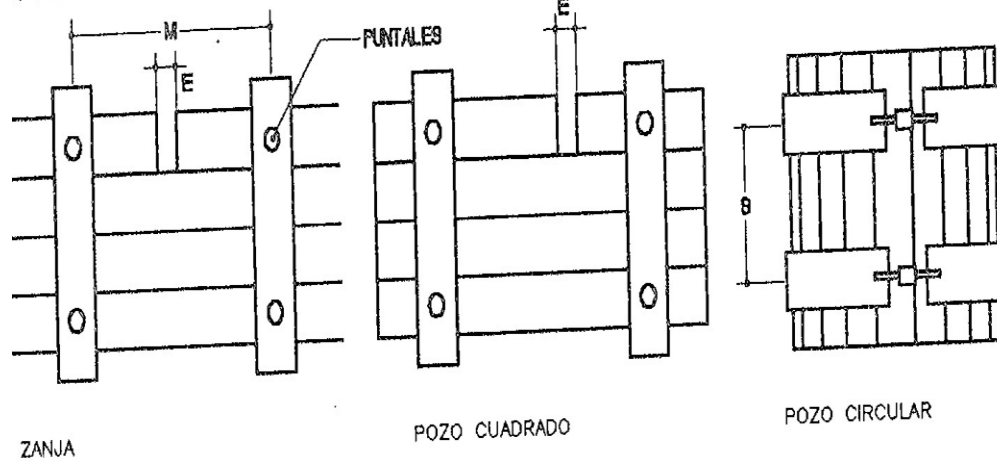 M
E
PUNTALES
E
S
ZANJA
POZO CUADRADO
POZO CIRCULAR